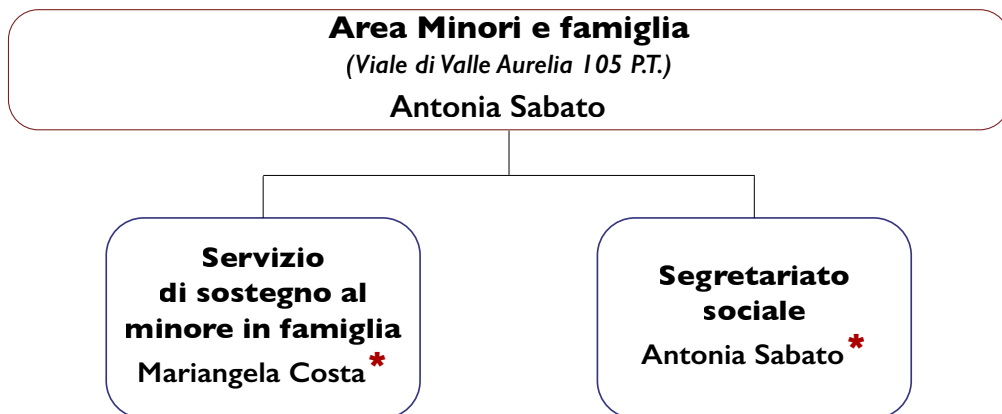 Area Minori e famiglia
(Viale di Valle Aurelia 105 P.T.)
Antonia Sabato
Servizio
di sostegno al
minore in famiglia
Mariangela Costa *
Segretariato
sociale
Antonia Sabato *